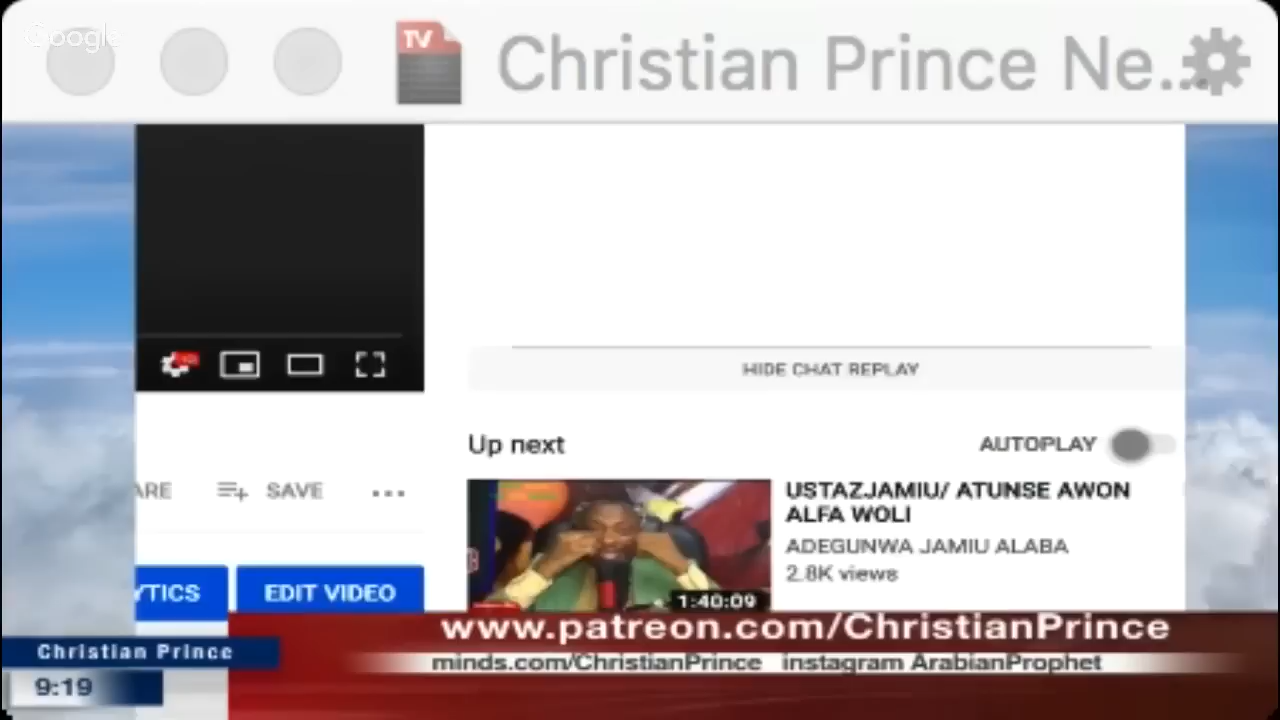 Google
TV
Christian Prince Ne...
HIDE CHAT REPLAY
Up next
AUTOPLAY
ARE
SAVE
USTAZJAMIU/ ATUNSE AWON
ALFA WOLI
ADEGUNWA JAMIU ALABA
2.8K views
1:40:09
YTICS
EDIT VIDEO
www.patreon.com/ChristianPrince
Christian Prince
minds.com/ChristianPrince instagram ArabianProphet
9:19